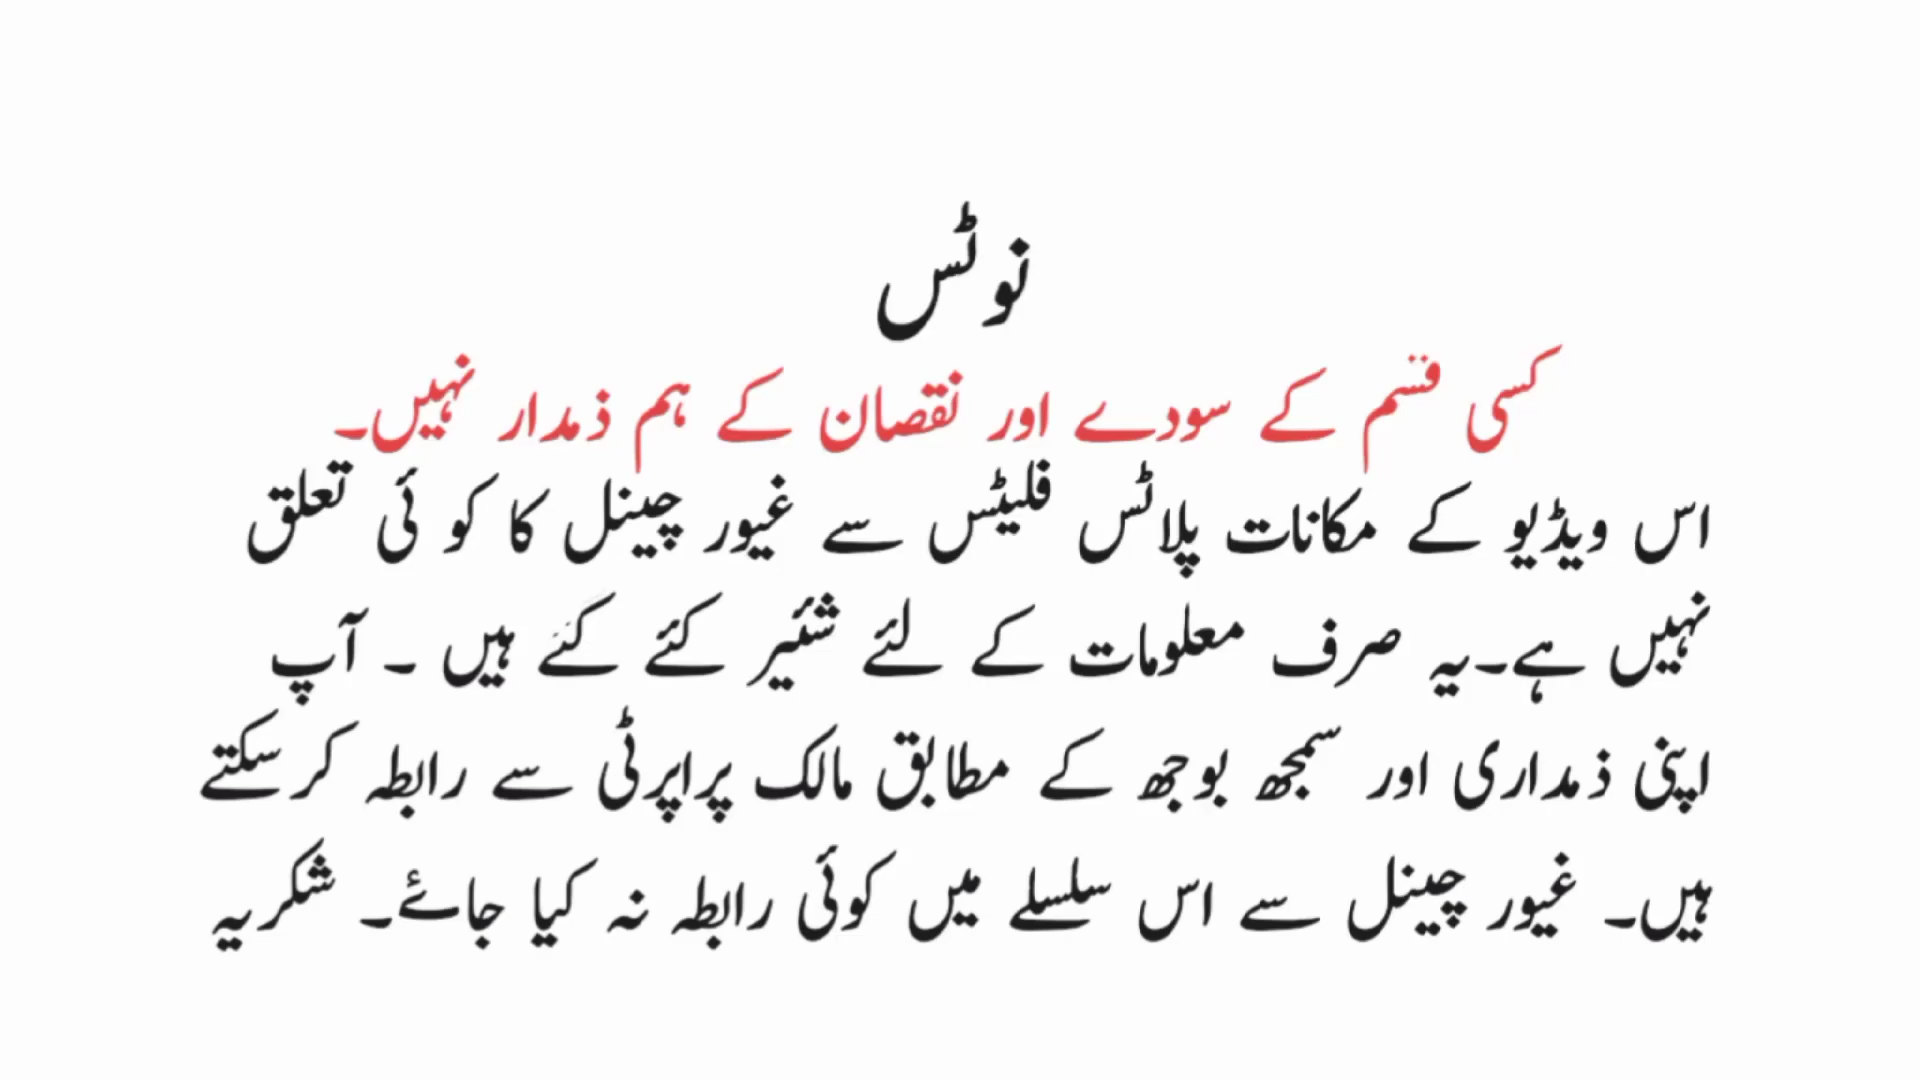 نوٹس
کسی قسم کے سودے اور نقصان کے ہم ذمدار نہیں۔
اس ویڈیو کے مکانات پلاٹس فلیٹس سے غیور چینل کا کو ئی تعلق
نہیں ہے۔یہ صرف معلومات کے لئے شئیر کئے گئے ہیں ۔ آپ
اپنی ذمداری اور سمجھ بوجھ کے مطابق مالک پراپرٹی سے رابطہ کرسکتے
ہیں۔ غیور چینل سے اس سلسلے میں کوئی رابطہ نہ کیا جائے۔ شکریہ